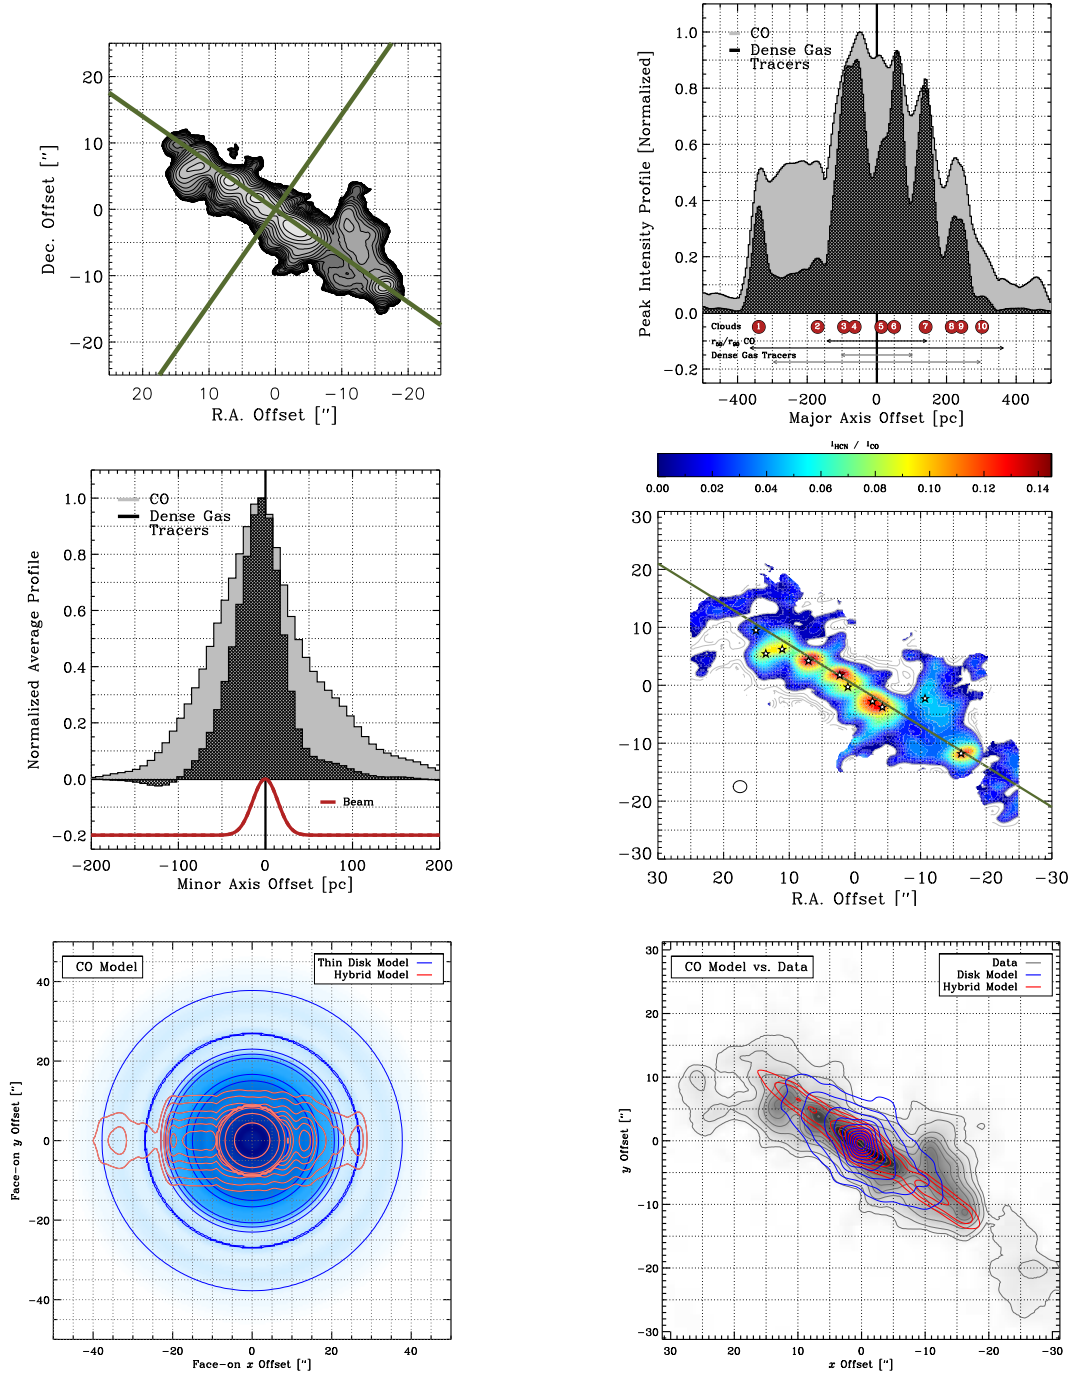 20
10
0
−10
−20
Dec. Offset ["]
20 10 0 −10 −20
R.A. Offset ["]
CO
Dense Gas
Tracers
1.0
0.8
0.6
0.4
0.2
0.0
−0.2
Peak Intensity Profile [Normalized]
Clouds 1 2 3 4 5 6 7 8 9 10
r50/r90 CO
Dense Gas Tracers
−400 −200 0 200 400
Major Axis Offset [pc]
CO
Dense Gas
Tracers
1.0
0.8
0.6
0.4
0.2
0.0
−0.2
Normalized Average Profile
Beam
−200 −100 0 100 200
Minor Axis Offset [pc]
IHCN / ICO
0.00 0.02 0.04 0.06 0.08 0.10 0.12 0.14
30
20
10
0
−10
−20
−30
30 20 10 0 −10 −20 −30
R.A. Offset ["]
CO Model
Thin Disk Model
Hybrid Model
40
20
0
−20
−40
Face−on y Offset ["]
−40 −20 0 20 40
Face−on x Offset ["]
CO Model vs. Data
Data
Disk Model
Hybrid Model
30
20
10
0
−10
−20
−30
y Offset ["]
30 20 10 0 −10 −20 −30
x Offset ["]